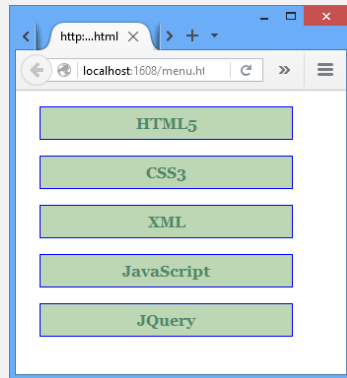 http:...html
localhost:1608/menu.ht
HTML5
CSS3
XML
JavaScript
JQuery